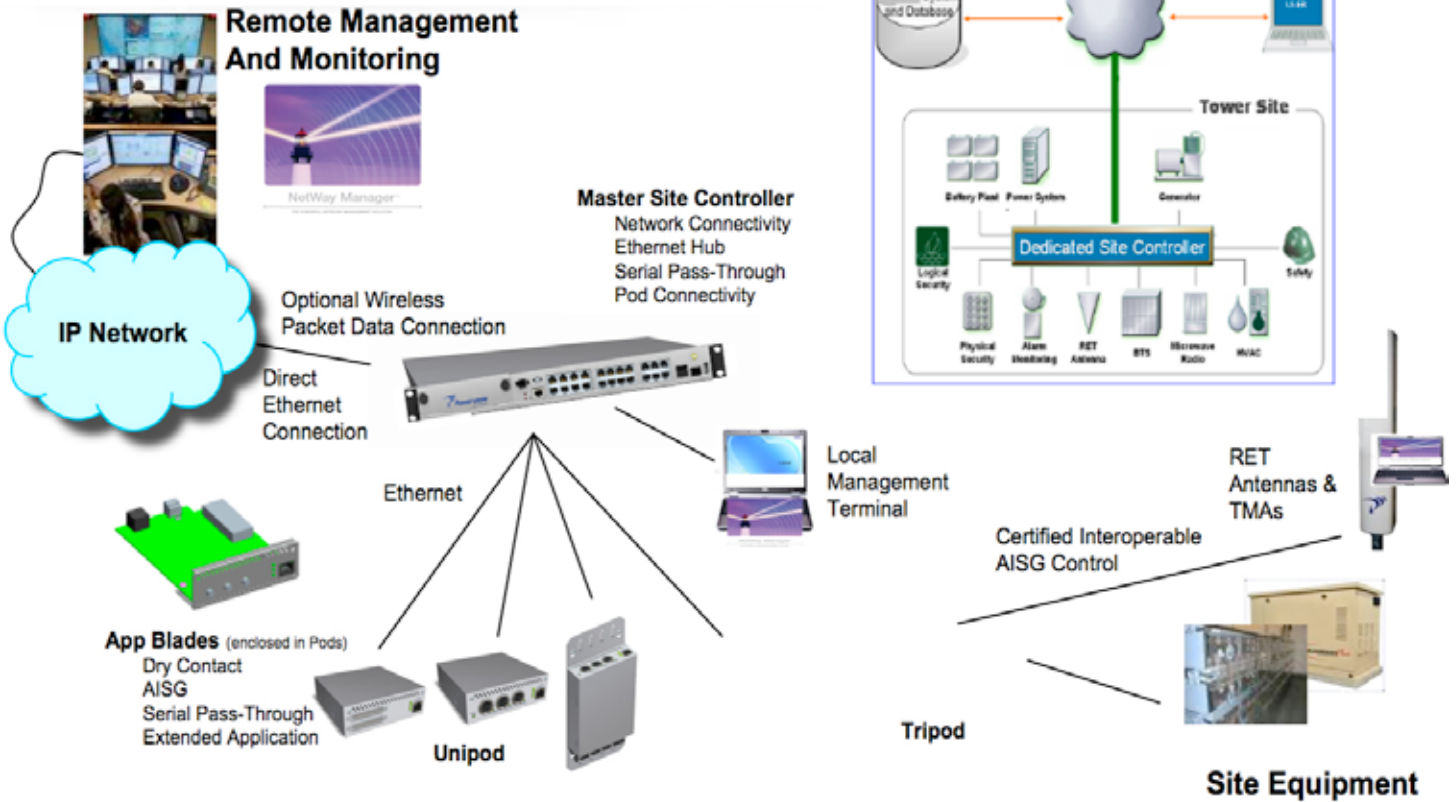 Remote Management
And Monitoring
NetWay Manager
IP Network
Optional Wireless
Packet Data Connection
Direct
Ethernet
Connection
Master Site Controller
Network Connectivity
Ethernet Hub
Serial Pass-Through
Pod Connectivity
Ethernet
Local
Management
Terminal
App Blades (enclosed in Pods)
Dry Contact
AISG
Serial Pass-Through
Extended Application
Unipod
Tripod
Certified Interoperable
AISG Control
RET
Antennas &
TMAs
Site Equipment
and Database
Tower Site
Battery Plant
Power System
Generator
Dedicated Site Controller
Logical
Security
Safety
Physical
Security
Alarm
Monitoring
RET
Antenna
BTS
Microwave
Radio
HVAC